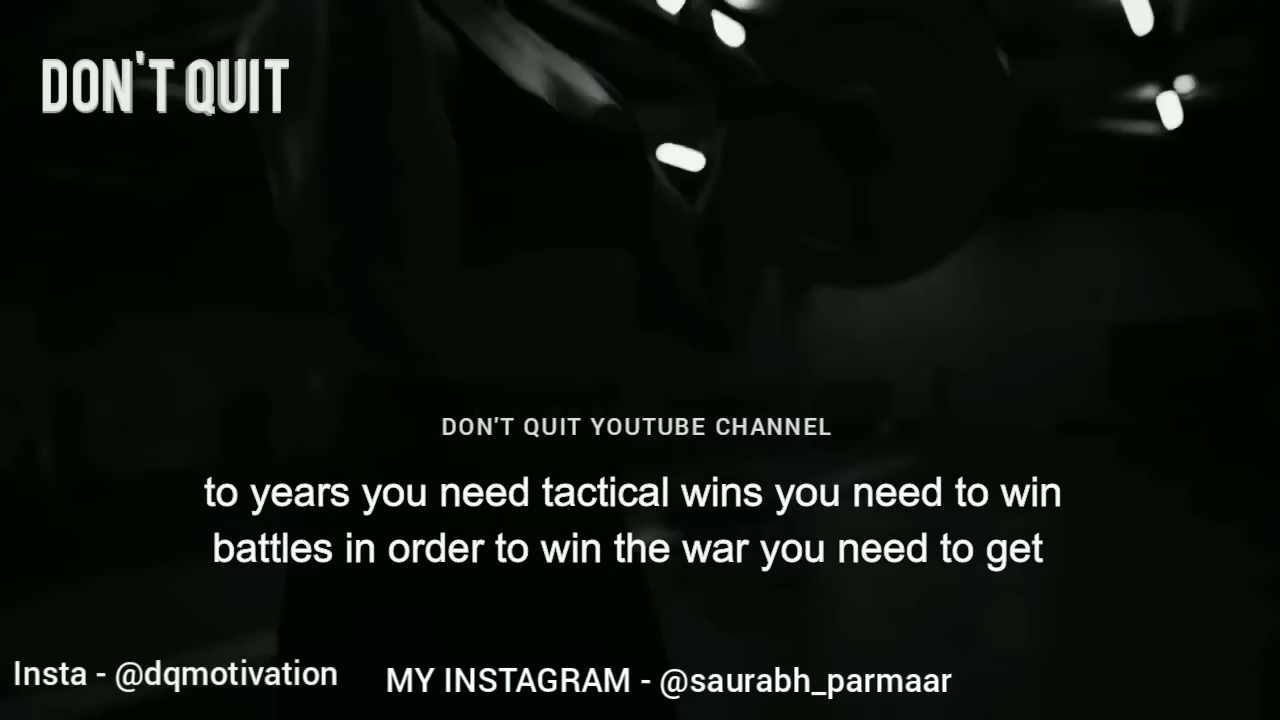 DON'T QUIT
DON'T QUIT YOUTUBE CHANNEL
to years you need tactical wins you need to win
battles in order to win the war you need to get
Insta - @dqmotivation
MY INSTAGRAM - @saurabh_parmaar